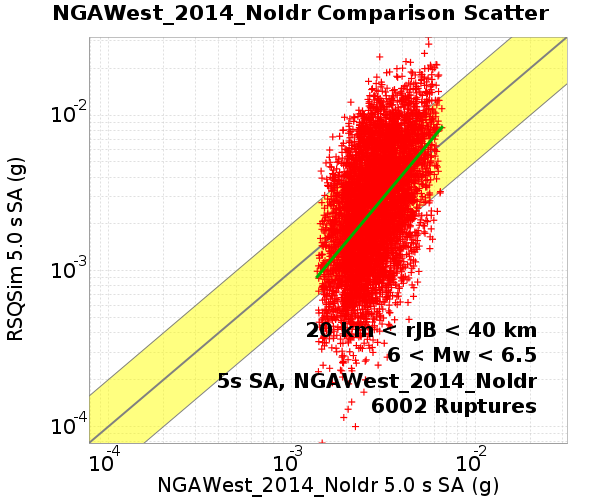 NGAWest_2014_NoIdr Comparison Scatter
RSQSim 5.0 s SA (g)
10-2
10-3
10-4
20 km < rJB < 40 km
6 < Mw < 6.5
5s SA, NGAWest_2014_NoIdr
6002 Ruptures
10-4
10-3
10-2
NGAWest_2014_NoIdr 5.0 s SA (g)